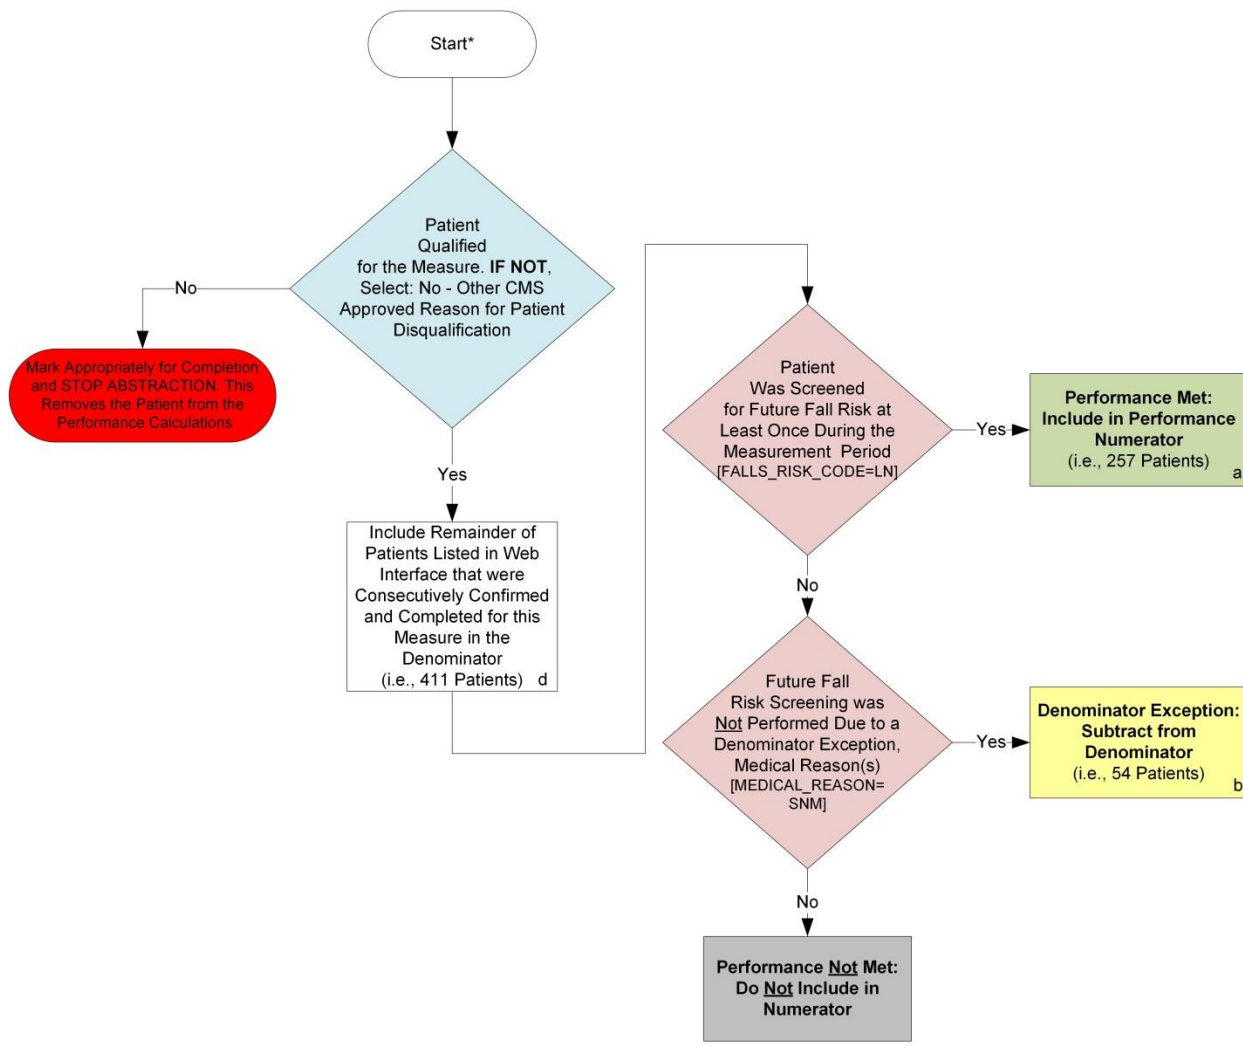 Start*
Patient
Qualified
for the Measure. IF NOT,
Select: No - Other CMS
Approved Reason for Patient
Disqualification
No
Mark Appropriately for Completion
and STOP ABSTRACTION. This
Removes the Patient from the
Performance Calculations
Yes
Include Remainder of
Patients Listed in Web
Interface that were
Consecutively Confirmed
and Completed for this
Measure in the
Denominator
(i.e., 411 Patients) d
Patient
Was Screened
for Future Fall Risk at
Least Once During the
Measurement Period
[FALLS_RISK_CODE=LN]
Yes
Performance Met:
Include in Performance
Numerator
(i.e., 257 Patients)
a
No
Future Fall
Risk Screening was
Not Performed Due to a
Denominator Exception,
Medical Reason(s)
[MEDICAL_REASON=
SNM]
Yes
Denominator Exception:
Subtract from
Denominator
(i.e., 54 Patients)
b
No
Performance Not Met:
Do Not Include in
Numerator